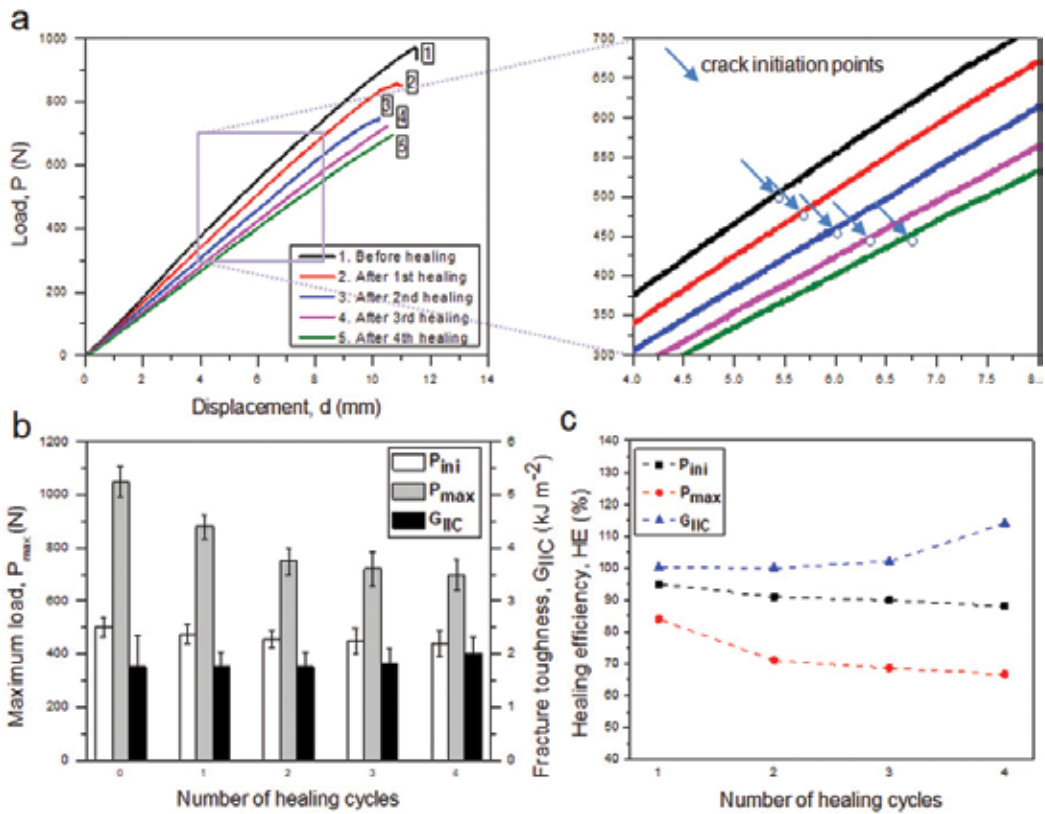 a
1000
800
600
400
200
0
Load, P (N)
0 2 4 6 8 10 12 14
Displacement, d (mm)
1
2
3
4
5
1. Before healing
2. After 1st healing
3. After 2nd healing
4. After 3rd healing
5. After 4th healing
700
650
600
550
500
450
400
350
300
crack initiation points
4.0 4.5 5.0 5.5 6.0 6.5 7.0 7.5 8...
b
1200
1000
800
600
400
200
0
Maximum load, Pmax (N)
Pini
Pmax
GIIC
6
5
4
3
2
1
0
Fracture toughness, GIIC (kJ m-2)
0 1 2 3 4
Number of healing cycles
c
140
130
120
110
100
90
80
70
60
50
40
Healing efficiency, HE (%)
Pini
Pmax
GIIC
1 2 3 4
Number of healing cycles